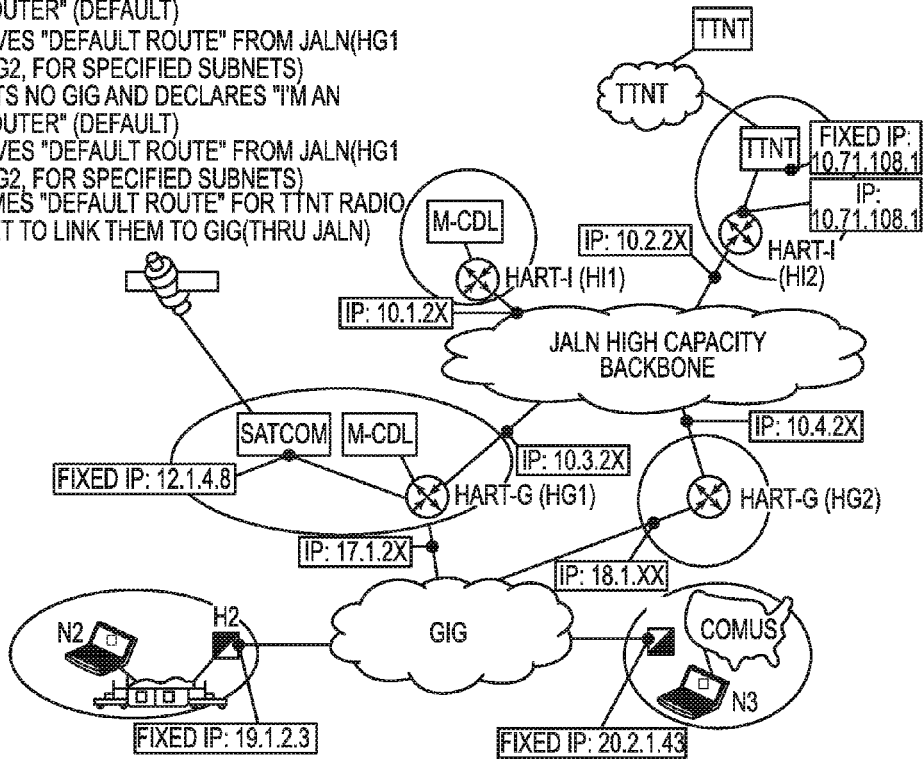 OUTER" (DEFAULT)
VES "DEFAULT ROUTE" FROM JALN(HG1
G2, FOR SPECIFIED SUBNETS)
TS NO GIG AND DECLARES "I'M AN
OUTER" (DEFAULT)
VES "DEFAULT ROUTE" FROM JALN(HG1
G2, FOR SPECIFIED SUBNETS)
MES "DEFAULT ROUTE" FOR TTNT RADIO
ET TO LINK THEM TO GIG(THRU JALN)
TTNT
TTNT
TTNT
FIXED IP:
10.71.108.1
IP:
10.71.108.1
M-CDL
IP: 10.2.2X
HART-I
(HI2)
HART-I (HI1)
IP: 10.1.2X
JALN HIGH CAPACITY
BACKBONE
SATCOM
M-CDL
IP: 10.4.2X
IP: 10.3.2X
FIXED IP: 12.1.4.8
HART-G (HG1)
HART-G (HG2)
IP: 17.1.2X
IP: 18.1.XX
N2
H2
GIG
COMUS
N3
FIXED IP: 19.1.2.3
FIXED IP: 20.2.1.43